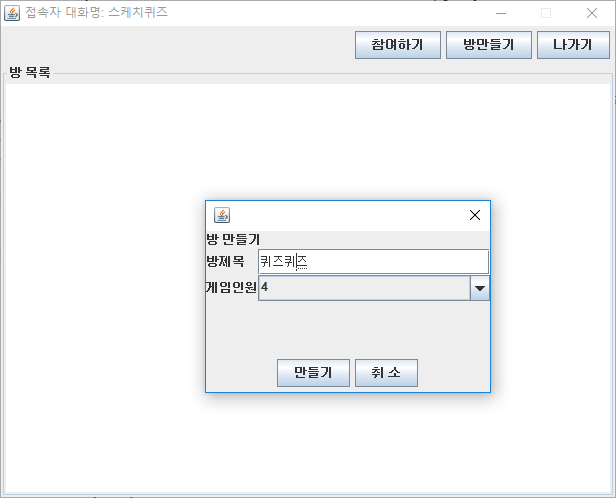 접속자 대화명: 스케치퀴즈
참여하기 방만들기 나가기
방 목록
방 만들기
방제목 퀴즈퀴즈
게임인원 4
만들기 취 소